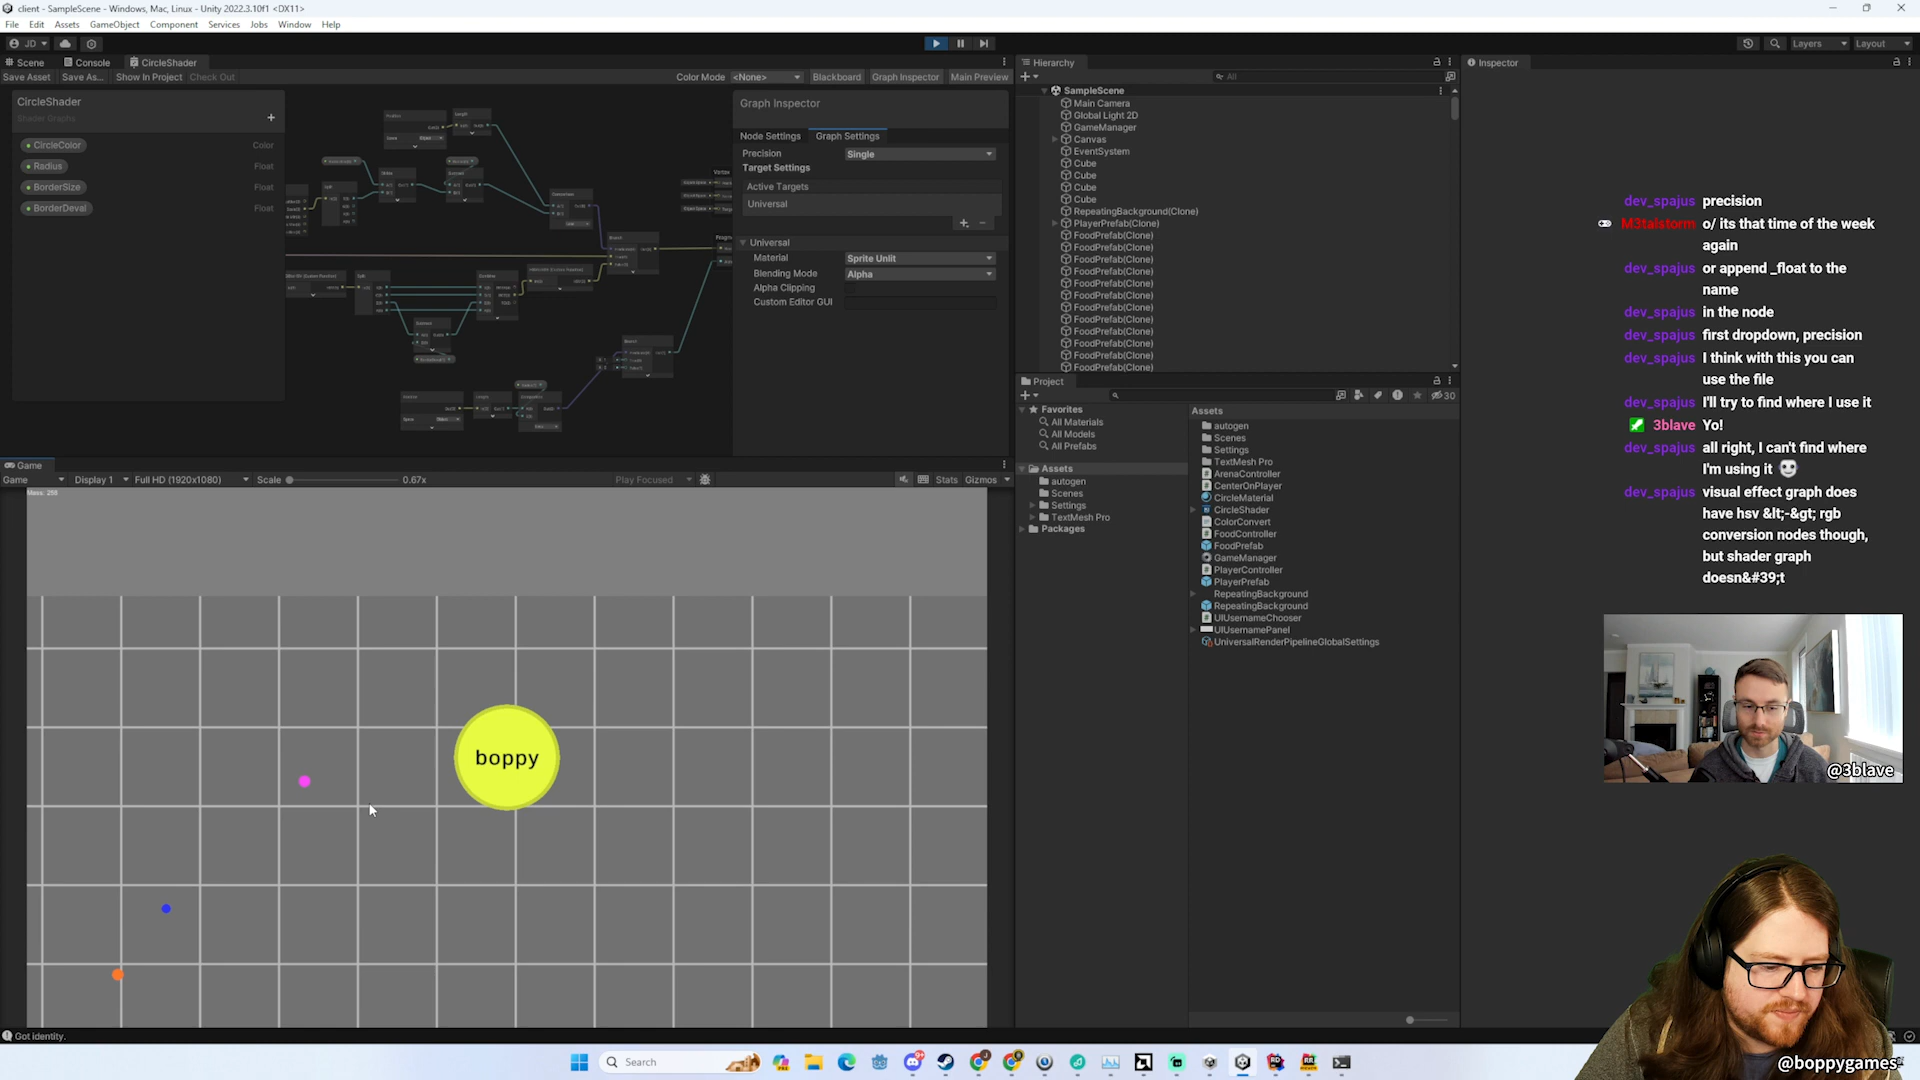 client - SampleScene - Windows, Mac, Linux - Unity 2022.3.10f1 <DX11>
File Edit Assets GameObject Component Services Jobs Window Help
JD
Layers Layout
Scene Console CircleShader
Save Asset Save As... Show In Project Check Out
Color Mode <None> Blackboard Graph Inspector Main Preview
CircleShader
Shader Graphs
CircleColor Color
Radius Float
BorderSize Float
BorderDeval Float
Graph Inspector
Node Settings Graph Settings
Precision Single
Target Settings
Active Targets
Universal
Universal
Material Sprite Unlit
Blending Mode Alpha
Alpha Clipping
Custom Editor GUI
Hierarchy
All
SampleScene
Main Camera
Global Light 2D
GameManager
Canvas
EventSystem
Cube
Cube
Cube
Cube
RepeatingBackground(Clone)
PlayerPrefab(Clone)
FoodPrefab(Clone)
FoodPrefab(Clone)
FoodPrefab(Clone)
FoodPrefab(Clone)
FoodPrefab(Clone)
FoodPrefab(Clone)
FoodPrefab(Clone)
FoodPrefab(Clone)
FoodPrefab(Clone)
FoodPrefab(Clone)
FoodPrefab(Clone)
FoodPrefab(Clone)
Project
30
Favorites
All Materials
All Models
All Prefabs
Assets
autogen
Scenes
Settings
TextMesh Pro
Packages
Assets
autogen
Scenes
Settings
TextMesh Pro
ArenaController
CenterOnPlayer
CircleMaterial
CircleShader
ColorConvert
FoodController
FoodPrefab
GameManager
PlayerController
PlayerPrefab
RepeatingBackground
RepeatingBackground
UIUsernameChooser
UIUsernamePanel
UniversalRenderPipelineGlobalSettings
Inspector
Game
Game Display 1 Full HD (1920x1080) Scale 0.67x Play Focused Stats Gizmos
boppy
Got identity.
dev_spajus precision
M3talstorm o/ its that time of the week
again
dev_spajus or append _float to the
name
dev_spajus in the node
dev_spajus first dropdown, precision
dev_spajus I think with this you can
use the file
dev_spajus I'll try to find where I use it
3blave Yo!
dev_spajus all right, I can't find where
I'm using it
dev_spajus visual effect graph does
have hsv &lt;-&gt; rgb
conversion nodes though,
but shader graph
doesn&#39;t
@3blave
@boppygames
Search